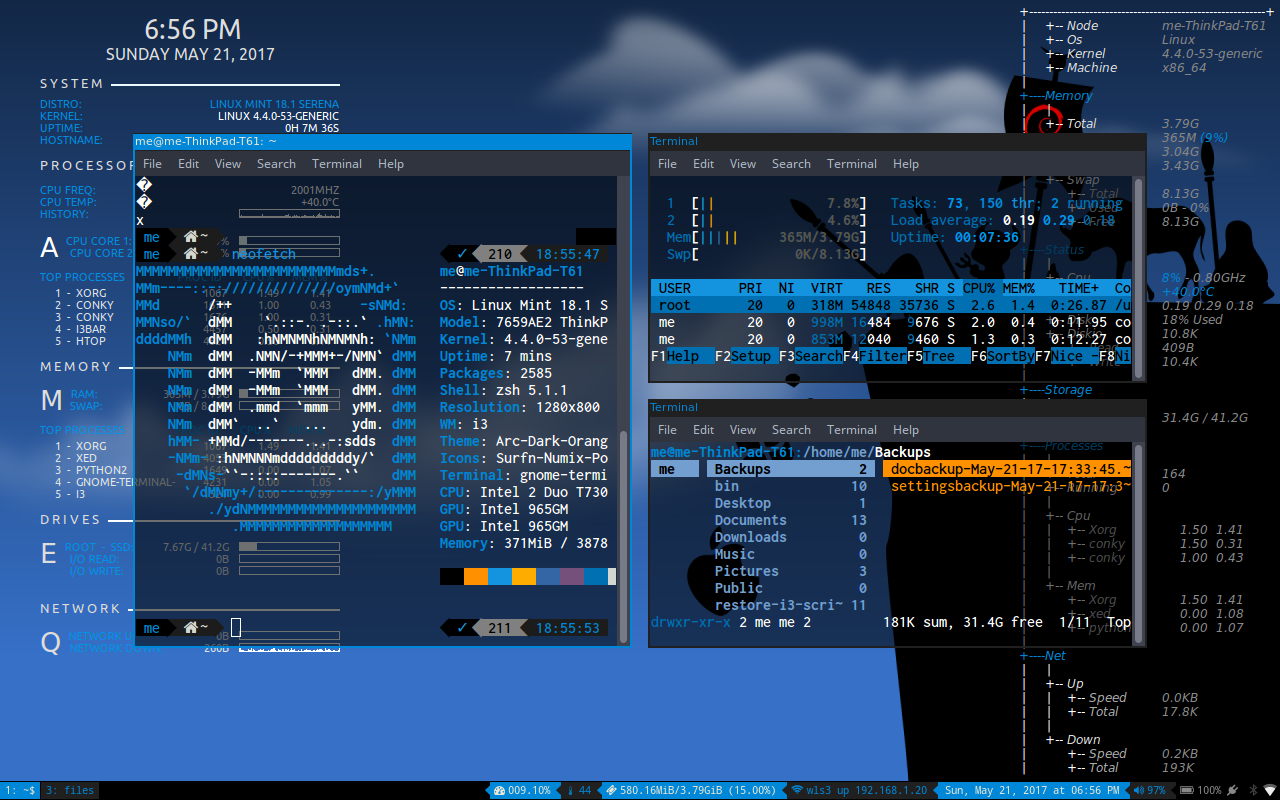 6:56 PM
SUNDAY MAY 21, 2017
SYSTEM
DISTRO: LINUX MINT 18.1 SERENA
KERNEL: LINUX 4.4.0-53-GENERIC
UPTIME: 0H 7M 36S
HOSTNAME:
PROCESSOR
CPU FREQ: 2001MHZ
CPU TEMP: +40.0°C
HISTORY:
A CPU CORE 1:
CPU CORE 2
TOP PROCESSES
1 - XORG
2 - CONKY
3 - CONKY
4 - I3BAR
5 - HTOP
MEMORY
M RAM:
SWAP:
TOP PROCESSES
1 - XORG
2 - XED
3 - PYTHON2
4 - GNOME-TERMINAL-
5 - I3
DRIVES
E ROOT - SSD: 7.67G / 41.2G
I/O READ: 0B
I/O WRITE: 0B
NETWORK
Q
me@me-ThinkPad-T61: ~
File Edit View Search Terminal Help
x
me ~
me ~ neofetch ✓ 210 18:55:47
me@me-ThinkPad-T61
------------------
OS: Linux Mint 18.1 S
Model: 7659AE2 ThinkP
Kernel: 4.4.0-53-gene
Uptime: 7 mins
Packages: 2585
Shell: zsh 5.1.1
Resolution: 1280x800
WM: i3
Theme: Arc-Dark-Orang
Icons: Surfn-Numix-Po
Terminal: gnome-termi
CPU: Intel 2 Duo T730
GPU: Intel 965GM
GPU: Intel 965GM
Memory: 371MiB / 3878
me ~ ✓ 211 18:55:53
Terminal
File Edit View Search Terminal Help
1 [|| 7.8%] Tasks: 73, 150 thr; 2 running
2 [|| 4.6%] Load average: 0.19 0.29 0.18
Mem[||||| 365M/3.79G] Uptime: 00:07:36
Swp[ 0K/8.13G]
USER PRI NI VIRT RES SHR S CPU% MEM% TIME+ Co
root 20 0 318M 54848 35736 S 2.6 1.4 0:26.87 /u
me 20 0 998M 16484 9676 S 2.0 0.4 0:11.95 co
me 20 0 853M 12040 9460 S 1.3 0.3 0:12.27 co
F1Help F2Setup F3SearchF4FilterF5Tree F6SortByF7Nice -F8Ni
Terminal
File Edit View Search Terminal Help
me@me-ThinkPad-T61:/home/me/Backups
me Backups 2 docbackup-May-21-17-17:33:45.~
bin 10 settingsbackup-May-21-17-17:3~
Desktop 1
Documents 13
Downloads 0
Music 0
Pictures 3
Public 0
restore-i3-scri~ 11
drwxr-xr-x 2 me me 2 181K sum, 31.4G free 1/11 Top
+-- Node me-ThinkPad-T61
+-- Os Linux
+-- Kernel 4.4.0-53-generic
+-- Machine x86_64
+----Memory
+-- Total 3.79G
365M (9%)
3.04G
3.43G
Swap
+-- Total 8.13G
0B - 0%
8.13G
Status
Cpu 8% - 0.80GHz
+40.0°C
0.19 0.29 0.18
18% Used
10.8K
409B
10.4K
+----Storage
31.4G / 41.2G
Processes
164
Running 0
+-- Cpu
+-- Xorg 1.50 1.41
+-- conky 1.50 0.31
+-- conky 1.00 0.43
+-- Mem
+-- Xorg 1.50 1.41
+-- xed 0.00 1.08
+-- python 0.00 1.07
+----Net
+-- Up
+-- Speed 0.0KB
+-- Total 17.8K
+-- Down
+-- Speed 0.2KB
+-- Total 193K
1: ~$ 3: files 009.10% 44 580.16MiB/3.79GiB (15.00%) wls3 up 192.168.1.20 Sun, May 21, 2017 at 06:56 PM 97% 100%